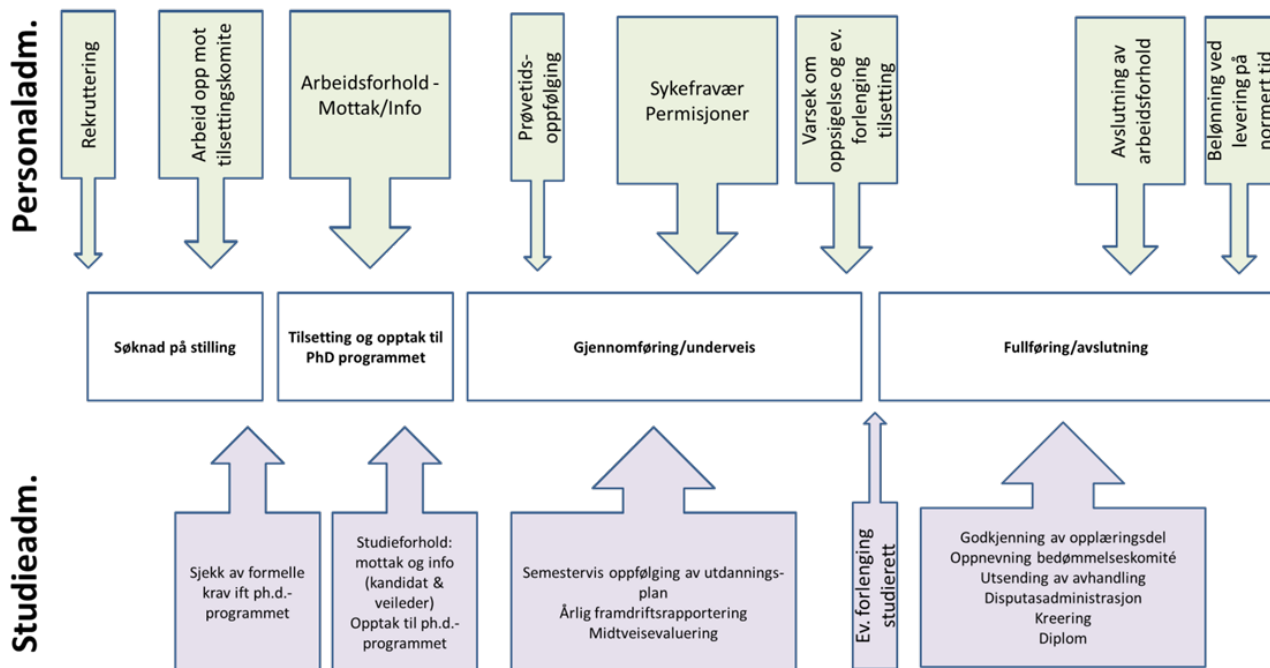 Personaladm.
Rekruttering
Arbeid opp mot
tilsettingskomite
Arbeidsforhold -
Mottak/Info
Prøvetids-
oppfølging
Sykefravær
Permisjoner
Varsek om
oppsigelse og ev.
forlenging
tilsetting
Avslutning av
arbeidsforhold
Belønning ved
levering på
normert tid
Søknad på stilling
Tilsetting og opptak til
PhD programmet
Gjennomføring/underveis
Fullføring/avslutning
Studieadm.
Sjekk av formelle
krav ift ph.d.-
programmet
Studieforhold:
mottak og info
(kandidat &
veileder)
Opptak til ph.d.-
programmet
Semestervis oppfølging av utdannings-
plan
Årlig framdriftsrapportering
Midtveisevaluering
Ev. forlenging
studierett
Godkjenning av opplæringsdel
Oppnevning bedømmelseskomité
Utsending av avhandling
Disputasadministrasjon
Kreering
Diplom